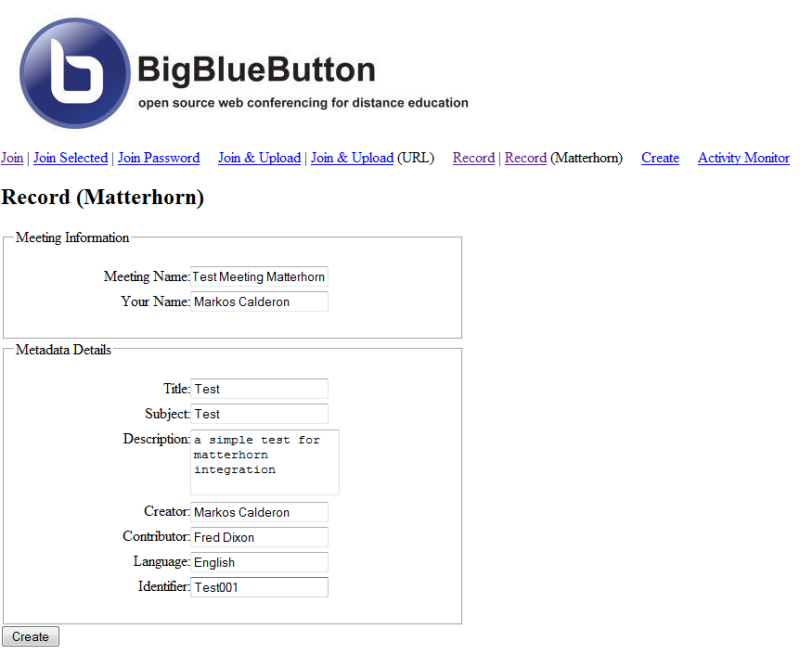 BigBlueButton
open source web conferencing for distance education
Join | Join Selected | Join Password Join & Upload | Join & Upload (URL) Record | Record (Matterhorn) Create Activity Monitor
Record (Matterhorn)
Meeting Information
Meeting Name: Test Meeting Matterhorn
Your Name: Markos Calderon
Metadata Details
Title: Test
Subject: Test
Description: a simple test for
matterhorn
integration
Creator: Markos Calderon
Contributor: Fred Dixon
Language: English
Identifier: Test001
Create